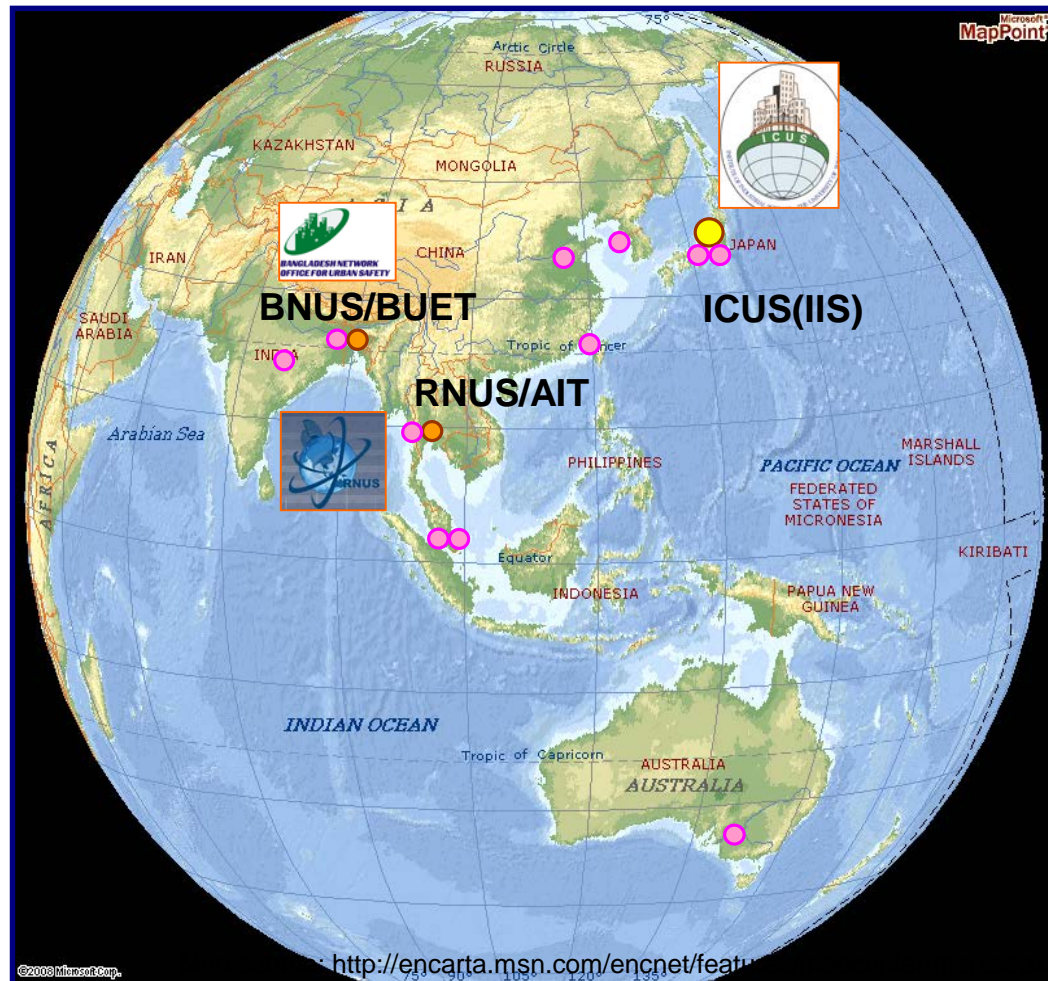 75°
Microsoft
MapPoint
Arctic Circle
RUSSIA
ICUS
KAZAKHSTAN
MONGOLIA
A S I A
BANGLADESH NETWORK
OFFICE FOR URBAN SAFETY
CHINA
JAPAN
IRAN
BNUS/BUET
ICUS(IIS)
SAUDI
ARABIA
INDIA
Tropic of Cancer
RNUS/AIT
Arabian Sea
RNUS
AFRICA
PHILIPPINES
PACIFIC OCEAN
MARSHALL
ISLANDS
FEDERATED
STATES OF
MICRONESIA
KIRIBATI
Equator
INDONESIA
PAPUA NEW
GUINEA
INDIAN OCEAN
Tropic of Capricorn
AUSTRALIA
AUSTRALIA
©2008 Microsoft Corp.
: http://encarta.msn.com/encnet/featu
75° 90° 105° 120° 135°